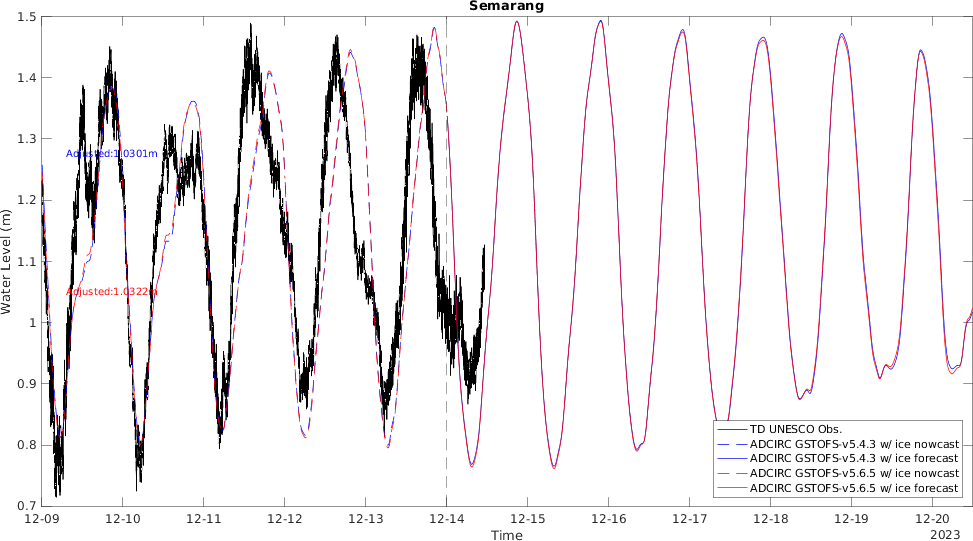 Semarang
1.5
1.4
1.3
1.2
1.1
1
0.9
0.8
0.7
Water Level (m)
Adjusted:1.0301m
Adjusted:1.0322m
TD UNESCO Obs.
ADCIRC GSTOFS-v5.4.3 w/ ice nowcast
ADCIRC GSTOFS-v5.4.3 w/ ice forecast
ADCIRC GSTOFS-v5.6.5 w/ ice nowcast
ADCIRC GSTOFS-v5.6.5 w/ ice forecast
12-09 12-10 12-11 12-12 12-13 12-14 12-15 12-16 12-17 12-18 12-19 12-20
2023
Time